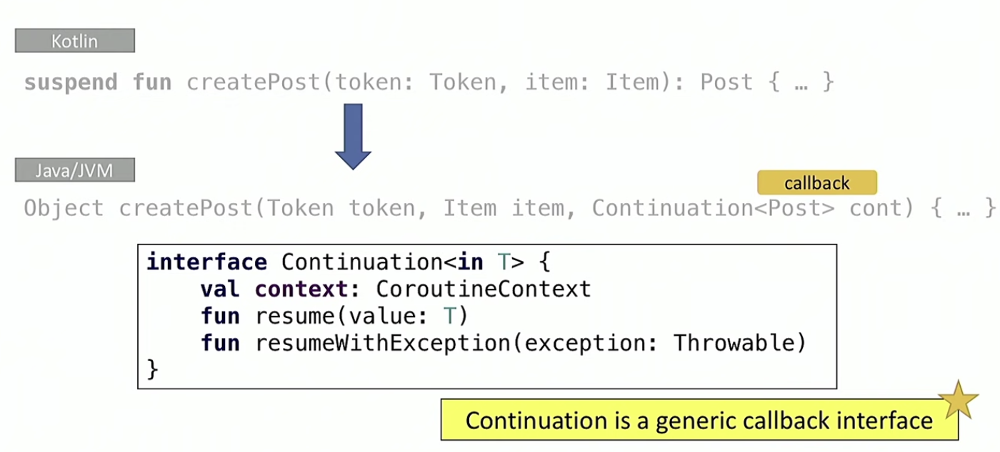 Kotlin
suspend fun createPost(token: Token, item: Item): Post { … }
Java/JVM
callback
Object createPost(Token token, Item item, Continuation<Post> cont) { … }
interface Continuation<in T> {
    val context: CoroutineContext
    fun resume(value: T)
    fun resumeWithException(exception: Throwable)
}
Continuation is a generic callback interface